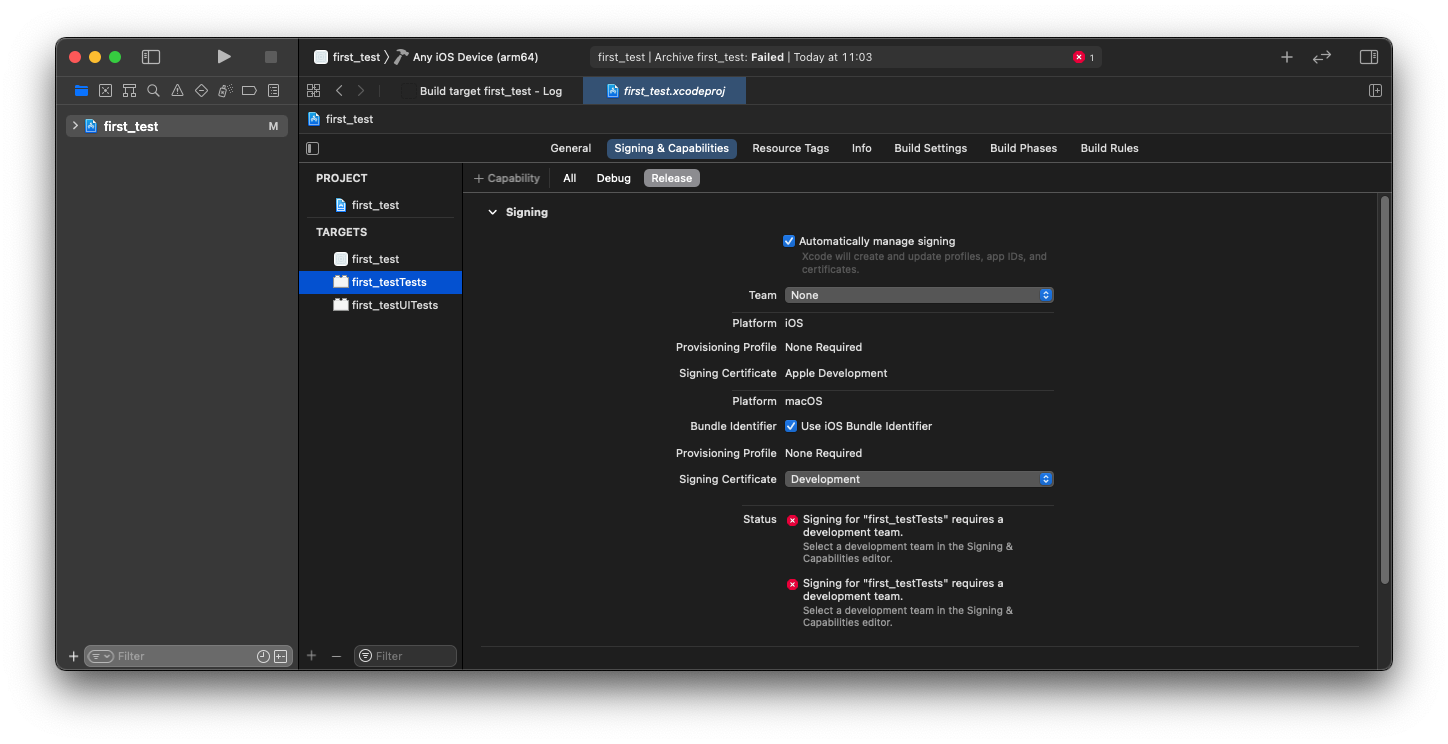 first_test 〉 Any iOS Device (arm64)
first_test | Archive first_test: Failed | Today at 11:03
1
Build target first_test - Log
first_test.xcodeproj
first_test
M
first_test
General
Signing & Capabilities
Resource Tags
Info
Build Settings
Build Phases
Build Rules
PROJECT
first_test
TARGETS
first_test
first_testTests
first_testUITests
+ Capability
All
Debug
Release
Signing
Automatically manage signing
Xcode will create and update profiles, app IDs, and
certificates.
Team None
Platform iOS
Provisioning Profile None Required
Signing Certificate Apple Development
Platform macOS
Bundle Identifier Use iOS Bundle Identifier
Provisioning Profile None Required
Signing Certificate Development
Status Signing for "first_testTests" requires a
development team.
Select a development team in the Signing &
Capabilities editor.
Signing for "first_testTests" requires a
development team.
Select a development team in the Signing &
Capabilities editor.
Filter
Filter